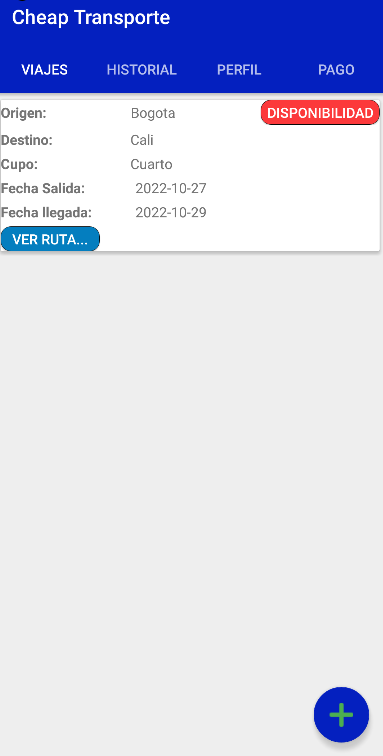 Cheap Transporte
VIAJES HISTORIAL PERFIL PAGO
Origen: Bogota DISPONIBILIDAD
Destino: Cali
Cupo: Cuarto
Fecha Salida: 2022-10-27
Fecha llegada: 2022-10-29
VER RUTA...